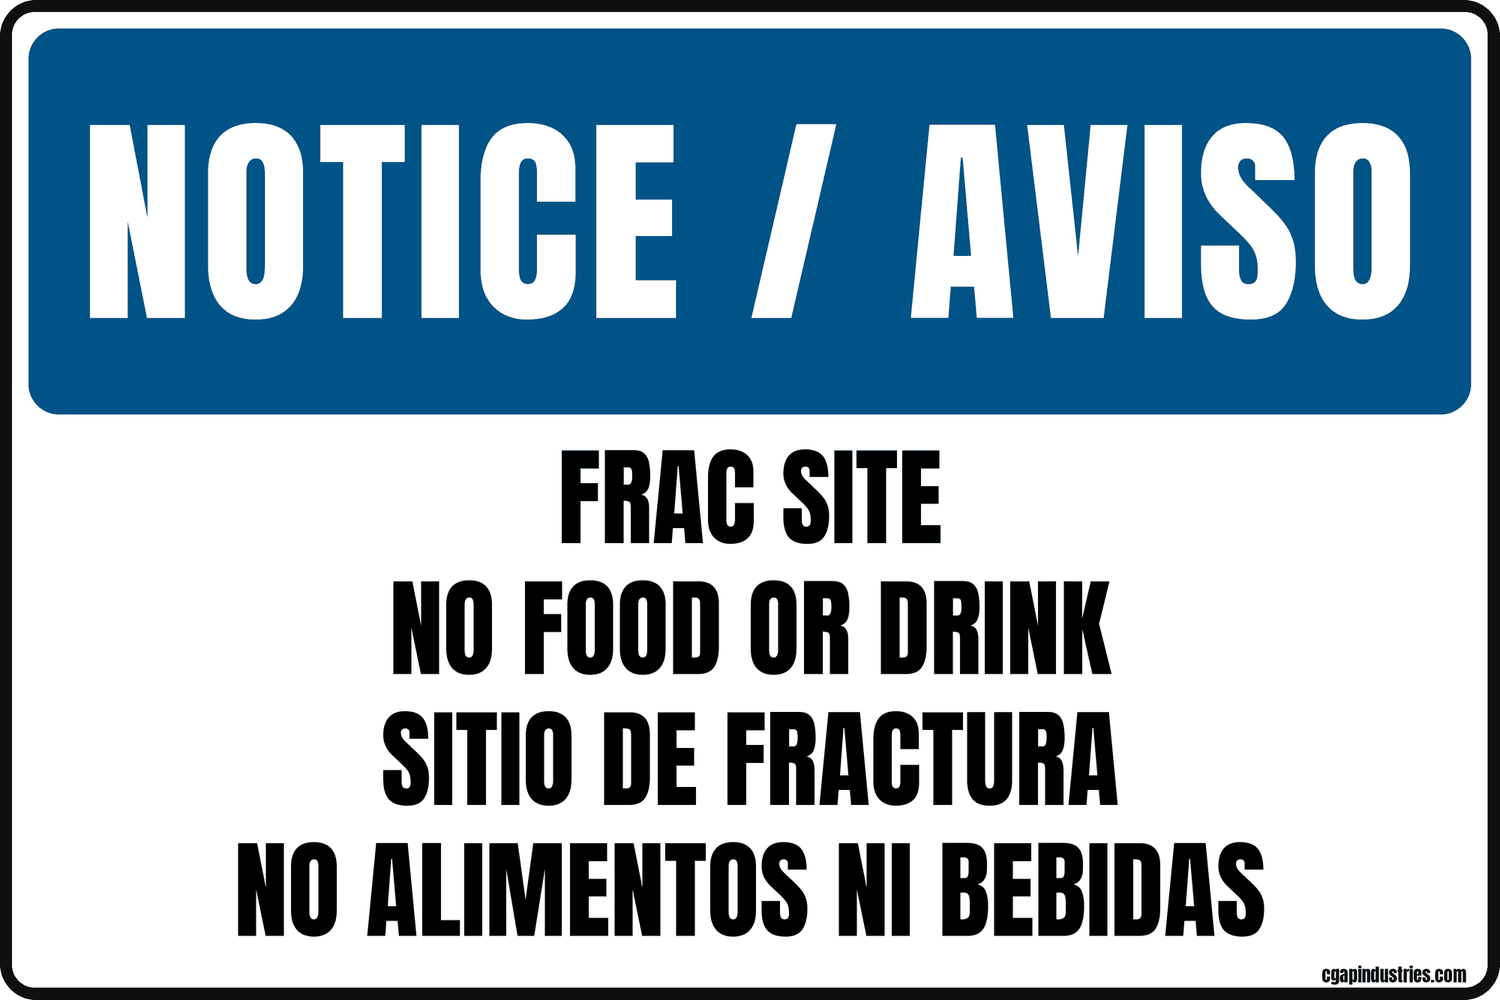 NOTICE / AVISO
FRAC SITE
NO FOOD OR DRINK
SITIO DE FRACTURA
NO ALIMENTOS NI BEBIDAS
cgapindustries.com